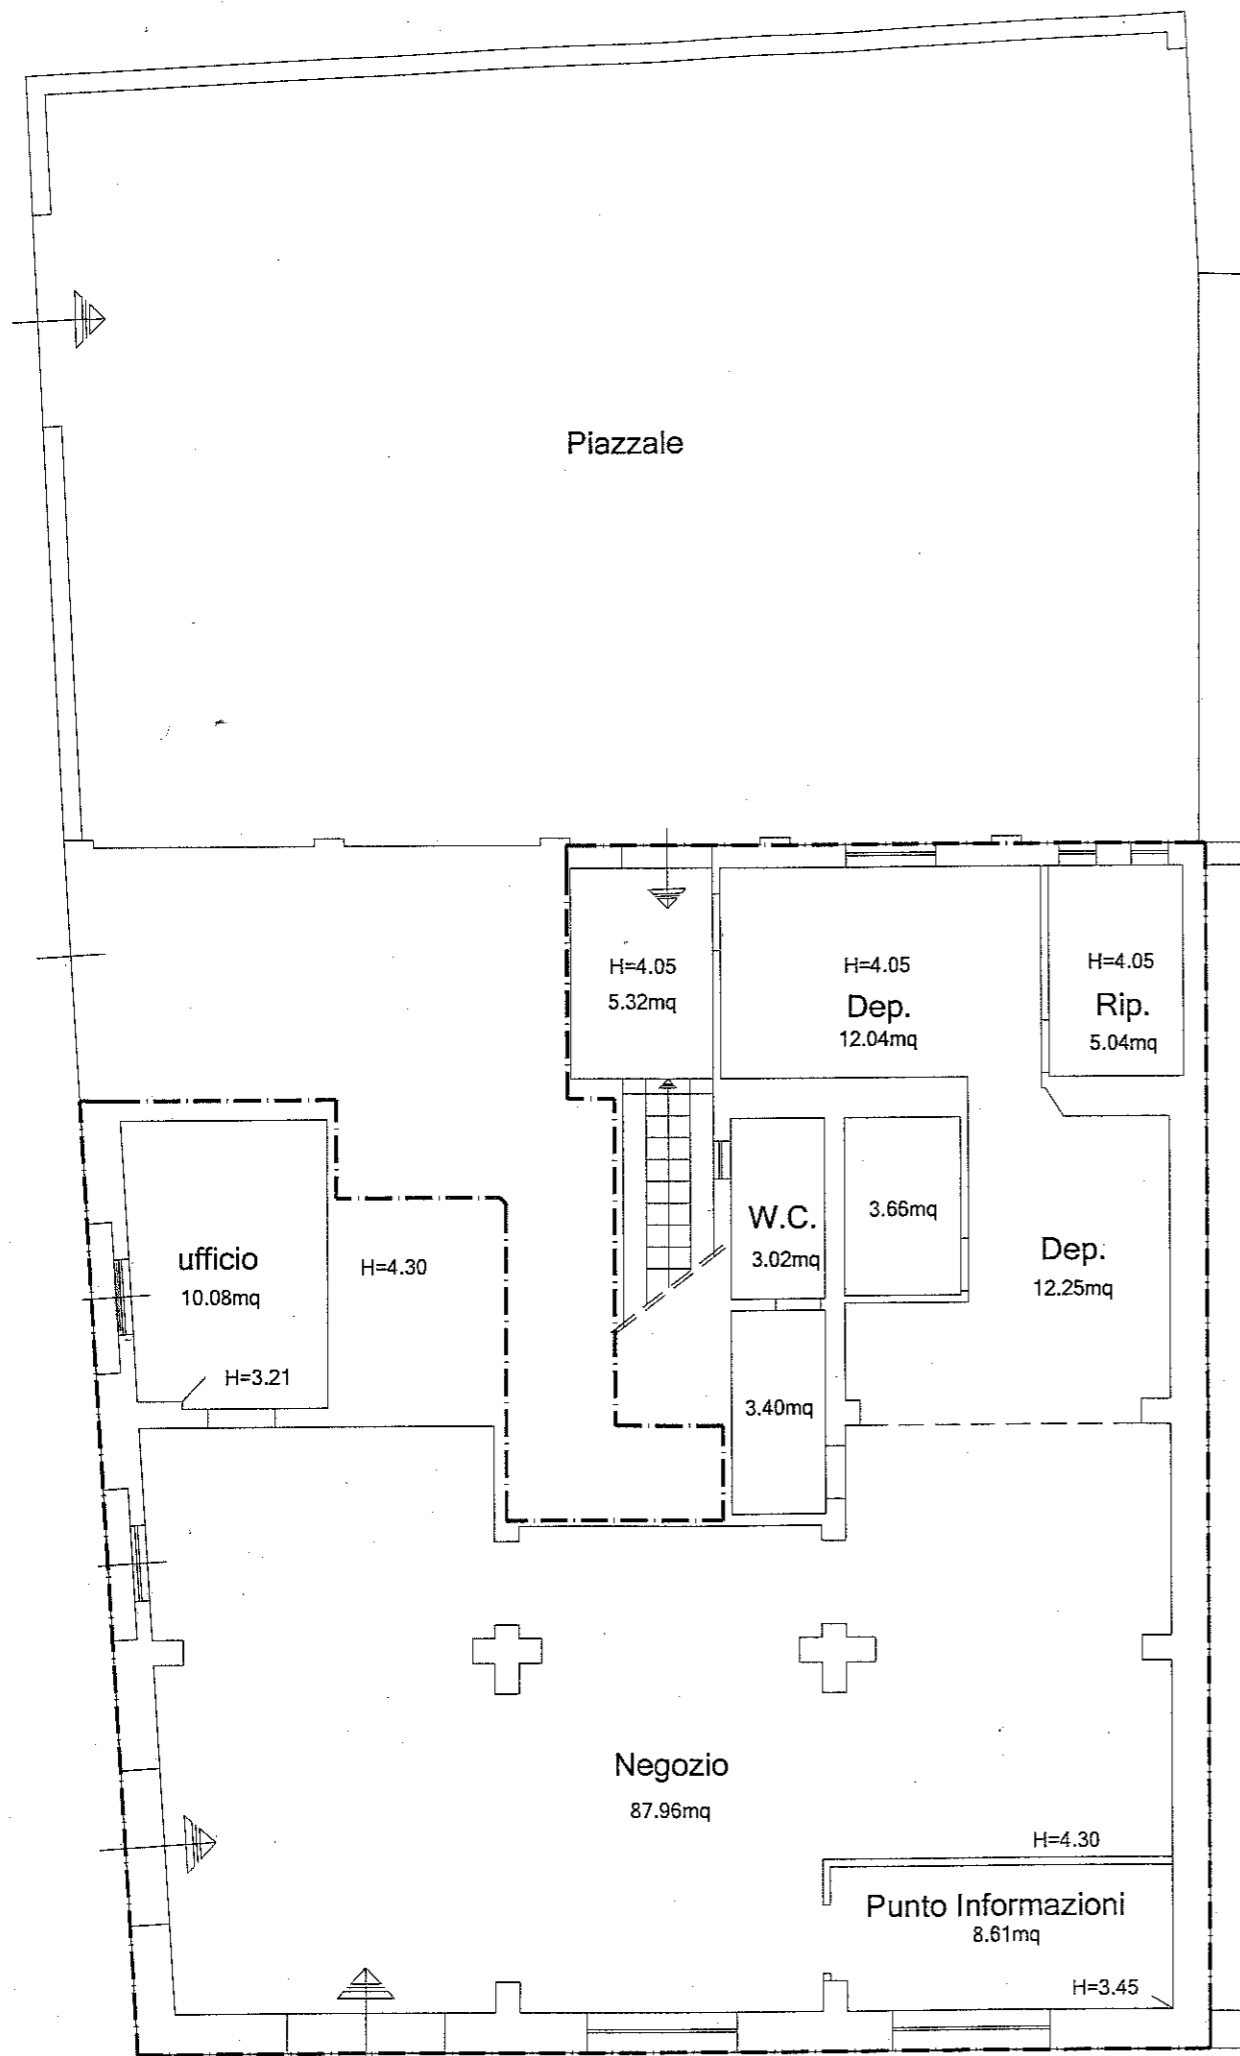 Piazzale
H=4.05
5.32mq
H=4.05
Dep.
12.04mq
H=4.05
Rip.
5.04mq
ufficio
10.08mq
H=3.21
H=4.30
W.C.
3.02mq
3.66mq
Dep.
12.25mq
3.40mq
Negozio
87.96mq
H=4.30
Punto Informazioni
8.61mq
H=3.45